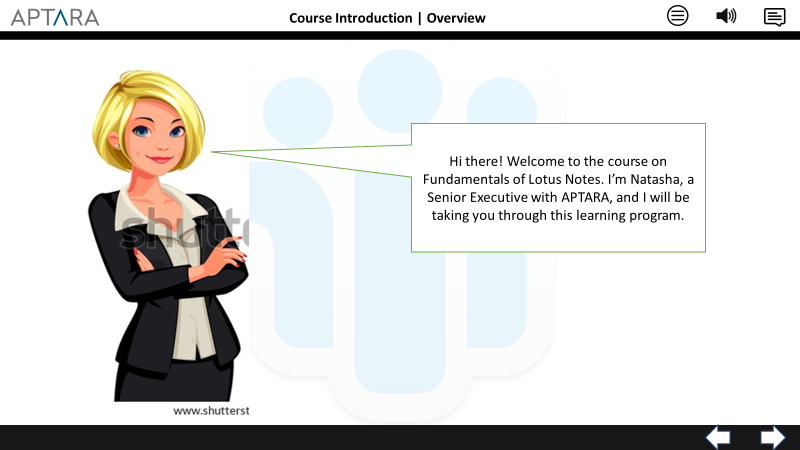 APTARA
Course Introduction | Overview
Hi there! Welcome to the course on
Fundamentals of Lotus Notes. I’m Natasha, a
Senior Executive with APTARA, and I will be
taking you through this learning program.
shutte
www.shutterst